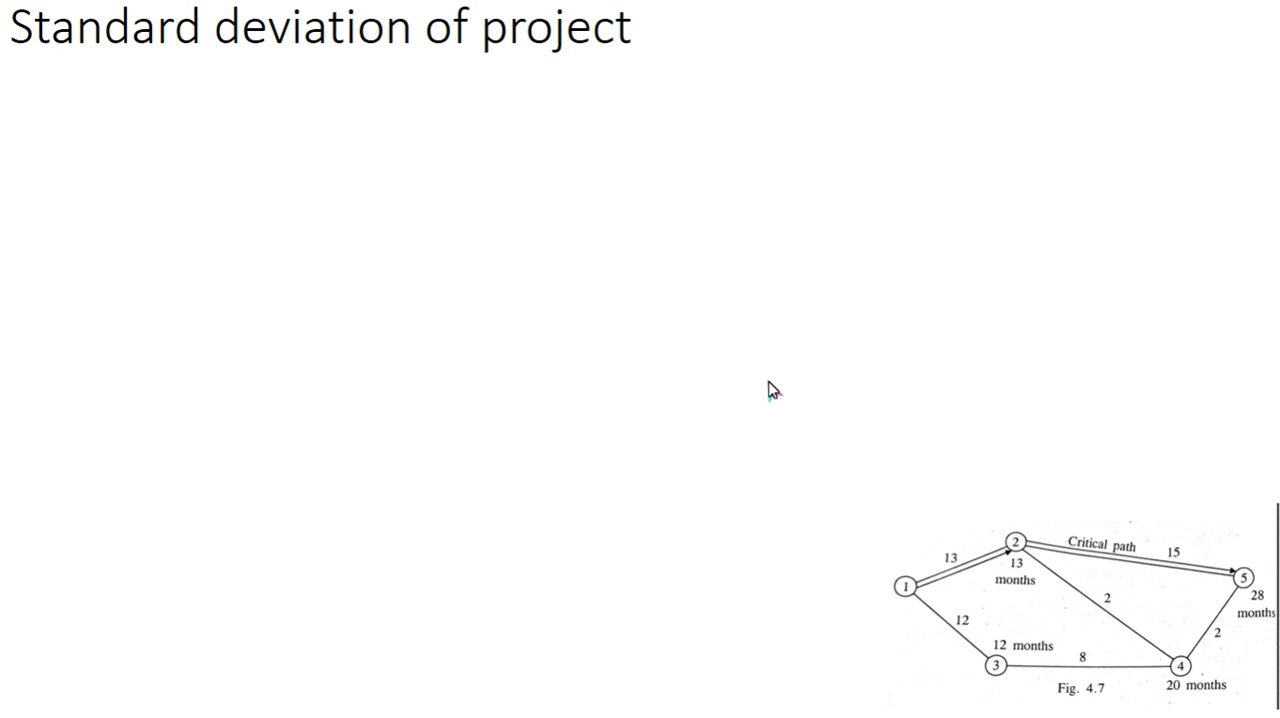 Standard deviation of project
Critical path
15
13
2
13
months
1
5
28
months
2
12
2
12 months
8
3
4
20 months
Fig. 4.7